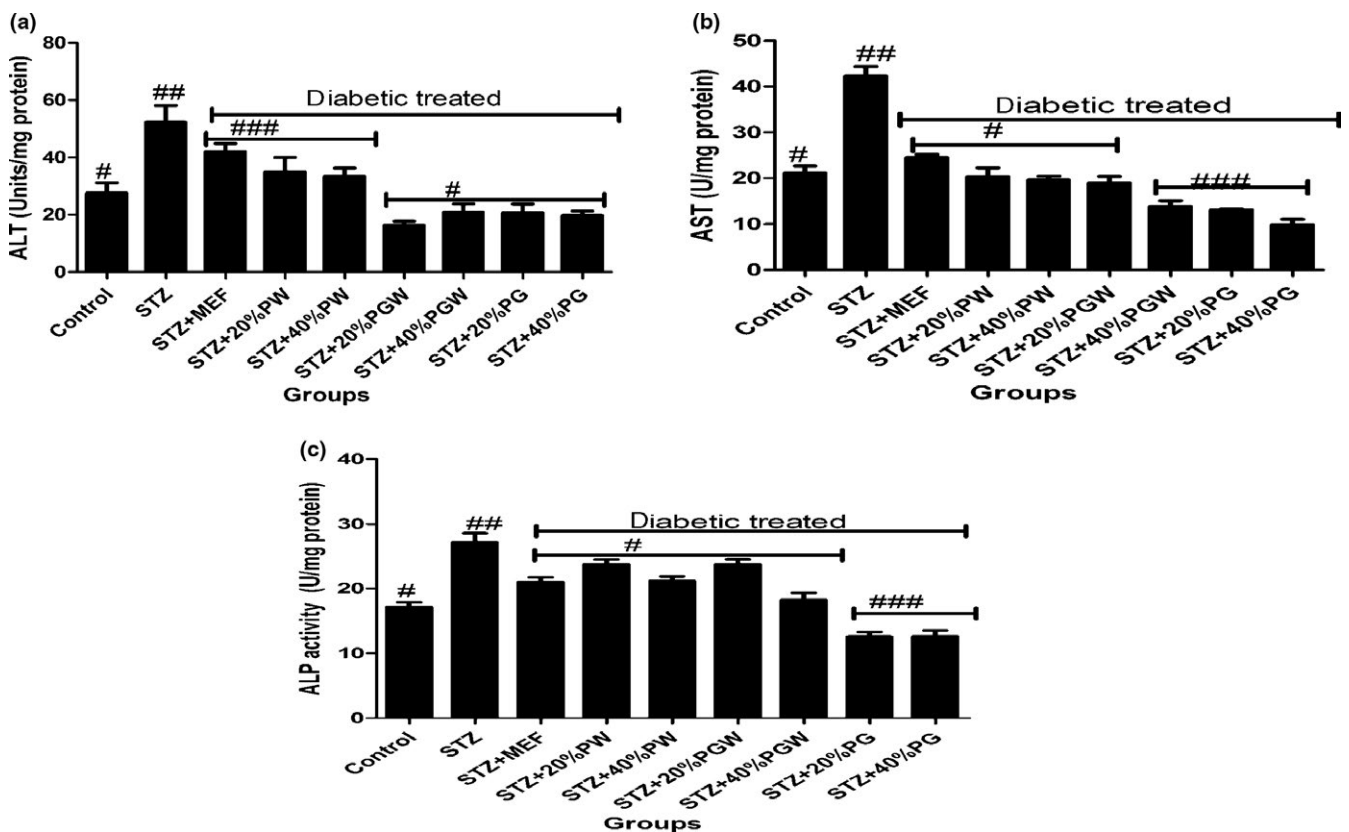 (a)
ALT (Units/mg protein)
80
60
40
20
0
#
##
###
#
Diabetic treated
Control
STZ
STZ+MEF
STZ+20%PW
STZ+40%PW
STZ+20%PGW
STZ+40%PGW
STZ+20%PG
STZ+40%PG
Groups
(b)
AST (U/mg protein)
50
40
30
20
10
0
#
##
Diabetic treated
#
###
Control
STZ
STZ+MEF
STZ+20%PW
STZ+40%PW
STZ+20%PGW
STZ+40%PGW
STZ+20%PG
STZ+40%PG
Groups
(c)
ALP activity (U/mg protein)
40
30
20
10
0
#
##
Diabetic treated
#
###
Control
STZ
STZ+MEF
STZ+20%PW
STZ+40%PW
STZ+20%PGW
STZ+40%PGW
STZ+20%PG
STZ+40%PG
Groups